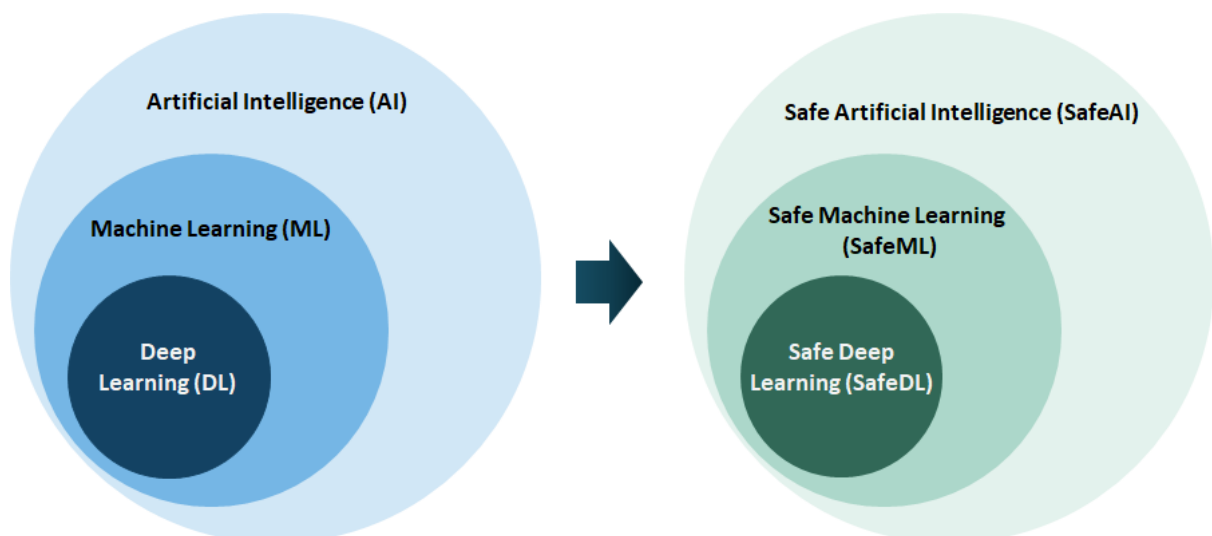 Artificial Intelligence (AI)
Machine Learning (ML)
Deep
Learning (DL)
Safe Artificial Intelligence (SafeAI)
Safe Machine Learning
(SafeML)
Safe Deep
Learning (SafeDL)